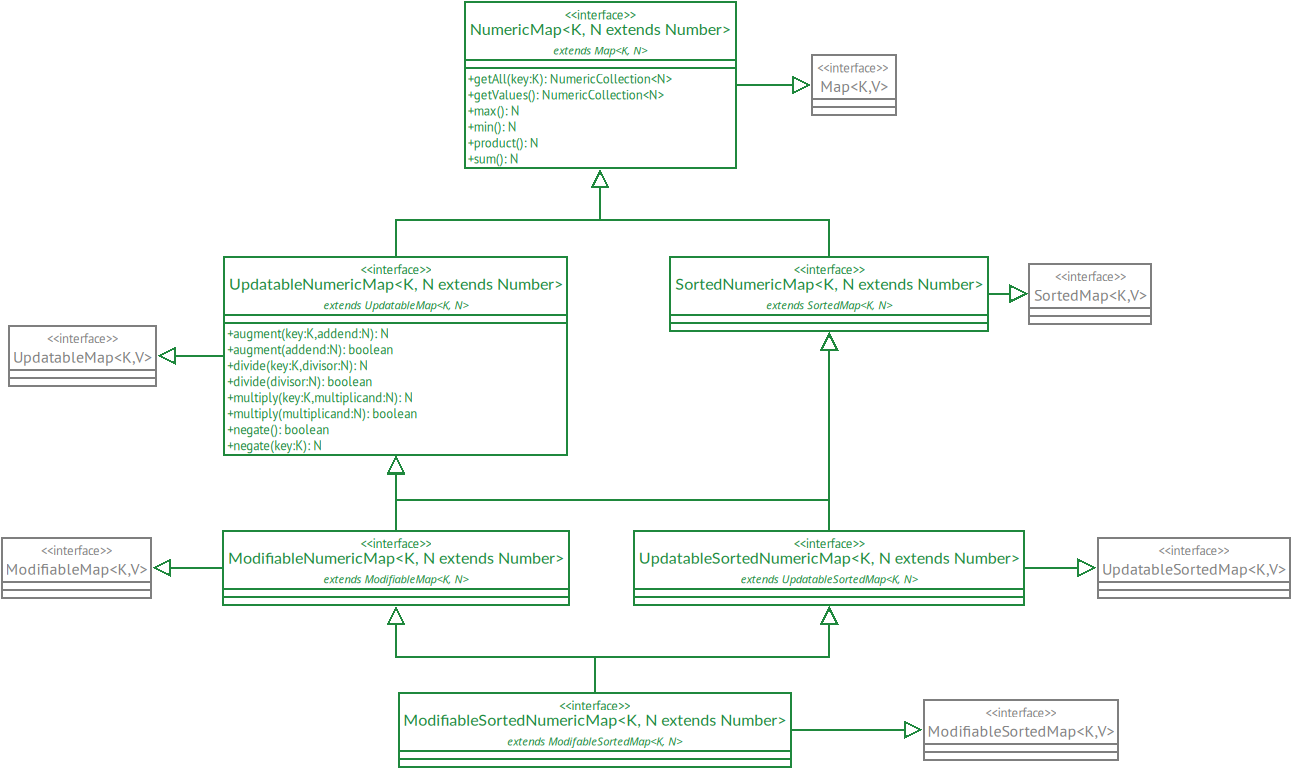 <<interface>>
NumericMap<K, N extends Number>
extends Map<K, N>
+getAll(key:K): NumericCollection<N>
+getValues(): NumericCollection<N>
+max(): N
+min(): N
+product(): N
+sum(): N
<<interface>>
Map<K,V>
<<interface>>
UpdatableNumericMap<K, N extends Number>
extends UpdatableMap<K, N>
+augment(key:K,addend:N): N
+augment(addend:N): boolean
+divide(key:K,divisor:N): N
+divide(divisor:N): boolean
+multiply(key:K,multiplicand:N): N
+multiply(multiplicand:N): boolean
+negate(): boolean
+negate(key:K): N
<<interface>>
SortedNumericMap<K, N extends Number>
extends SortedMap<K, N>
<<interface>>
SortedMap<K,V>
<<interface>>
UpdatableMap<K,V>
<<interface>>
ModifiableMap<K,V>
<<interface>>
ModifiableNumericMap<K, N extends Number>
extends ModifiableMap<K, N>
<<interface>>
UpdatableSortedNumericMap<K, N extends Number>
extends UpdatableSortedMap<K, N>
<<interface>>
UpdatableSortedMap<K,V>
<<interface>>
ModifiableSortedNumericMap<K, N extends Number>
extends ModifableSortedMap<K, N>
<<interface>>
ModifiableSortedMap<K,V>